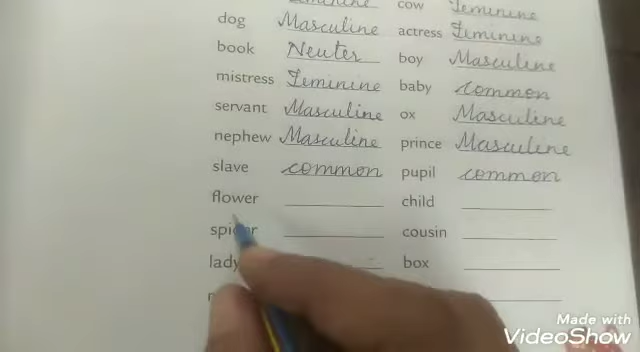 cow Feminine
dog Masculine actress Feminine
book Neuter boy Masculine
mistress Feminine baby common
servant Masculine ox Masculine
nephew Masculine prince Masculine
slave common pupil common
flower child
cousin
lady box
Made with
VideoShow